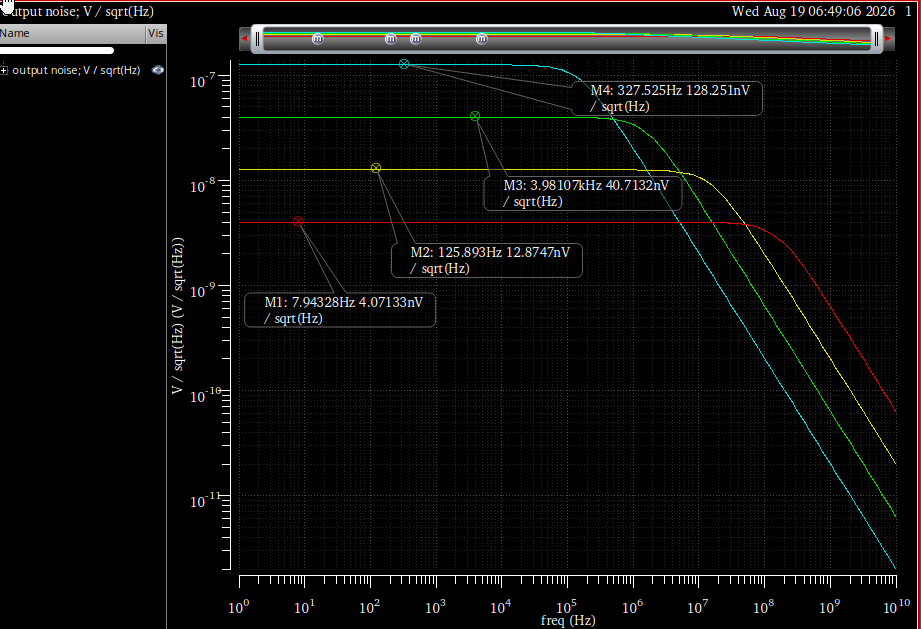 output noise; V / sqrt(Hz)
Wed Aug 19 06:49:06 2026 1
Name
Vis
output noise; V / sqrt(Hz)
m
m
m
m
10-7
10-8
10-9
10-10
10-11
V / sqrt(Hz) (V / sqrt(Hz))
M4: 327.525Hz 128.251nV
/ sqrt(Hz)
M3: 3.98107kHz 40.7132nV
/ sqrt(Hz)
M2: 125.893Hz 12.8747nV
/ sqrt(Hz)
M1: 7.94328Hz 4.07133nV
/ sqrt(Hz)
100 101 102 103 104 105 106 107 108 109 1010
freq (Hz)